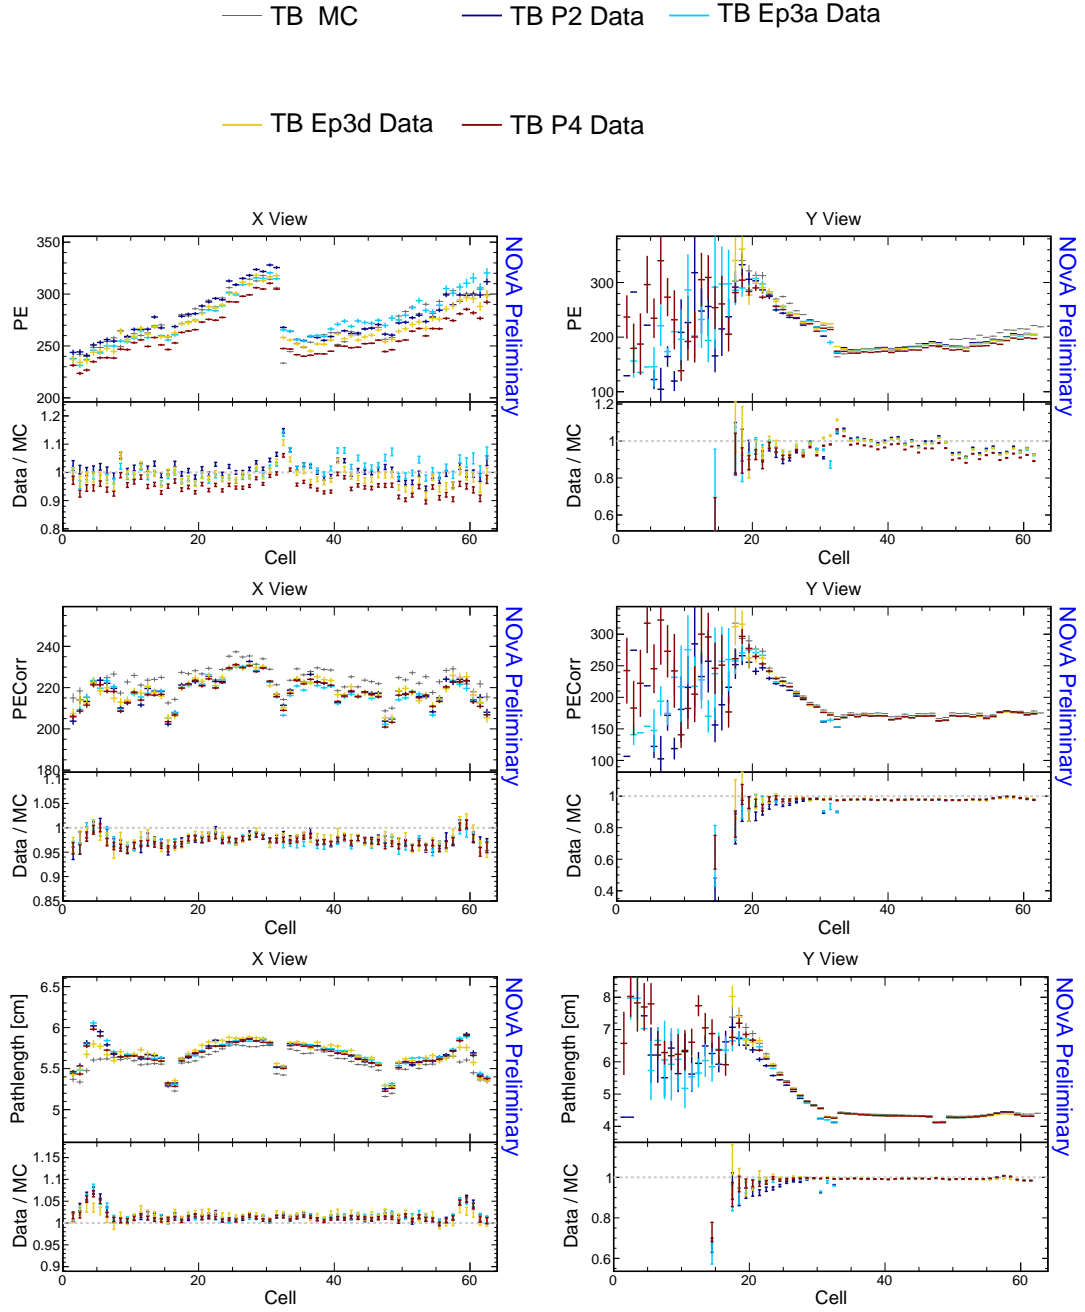 TB MC
TB P2 Data
TB Ep3a Data
TB Ep3d Data
TB P4 Data
X View
350
300
250
200
PE
1.2
1.1
1
0.9
0.8
Data / MC
0
20
40
60
Cell
NOvA Preliminary
Y View
300
200
100
PE
1.2
1
0.8
0.6
Data / MC
0
20
40
60
Cell
NOvA Preliminary
X View
240
220
200
180
PECorr
1.1
1.05
1
0.95
0.9
0.85
Data / MC
0
20
40
60
Cell
NOvA Preliminary
Y View
300
250
200
150
100
PECorr
1
0.8
0.6
0.4
Data / MC
0
20
40
60
Cell
NOvA Preliminary
X View
6.5
6
5.5
5
Pathlength [cm]
1.15
1.1
1.05
1
0.95
0.9
Data / MC
0
20
40
60
Cell
NOvA Preliminary
Y View
8
7
6
5
4
Pathlength [cm]
1
0.8
0.6
Data / MC
0
20
40
60
Cell
NOvA Preliminary